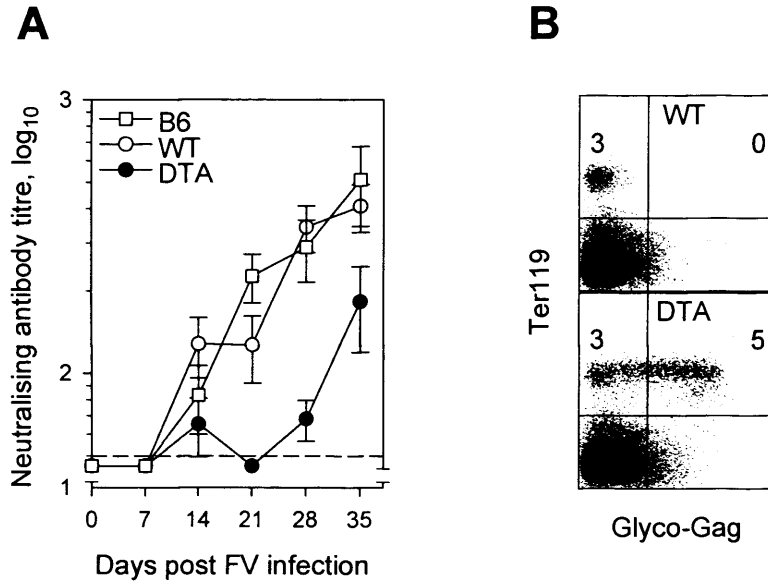 A
Neutralising antibody titre, log10
3
2
1
B6
WT
DTA
0 7 14 21 28 35
Days post FV infection
B
Ter119
WT
3 0
DTA
3 5
Glyco-Gag